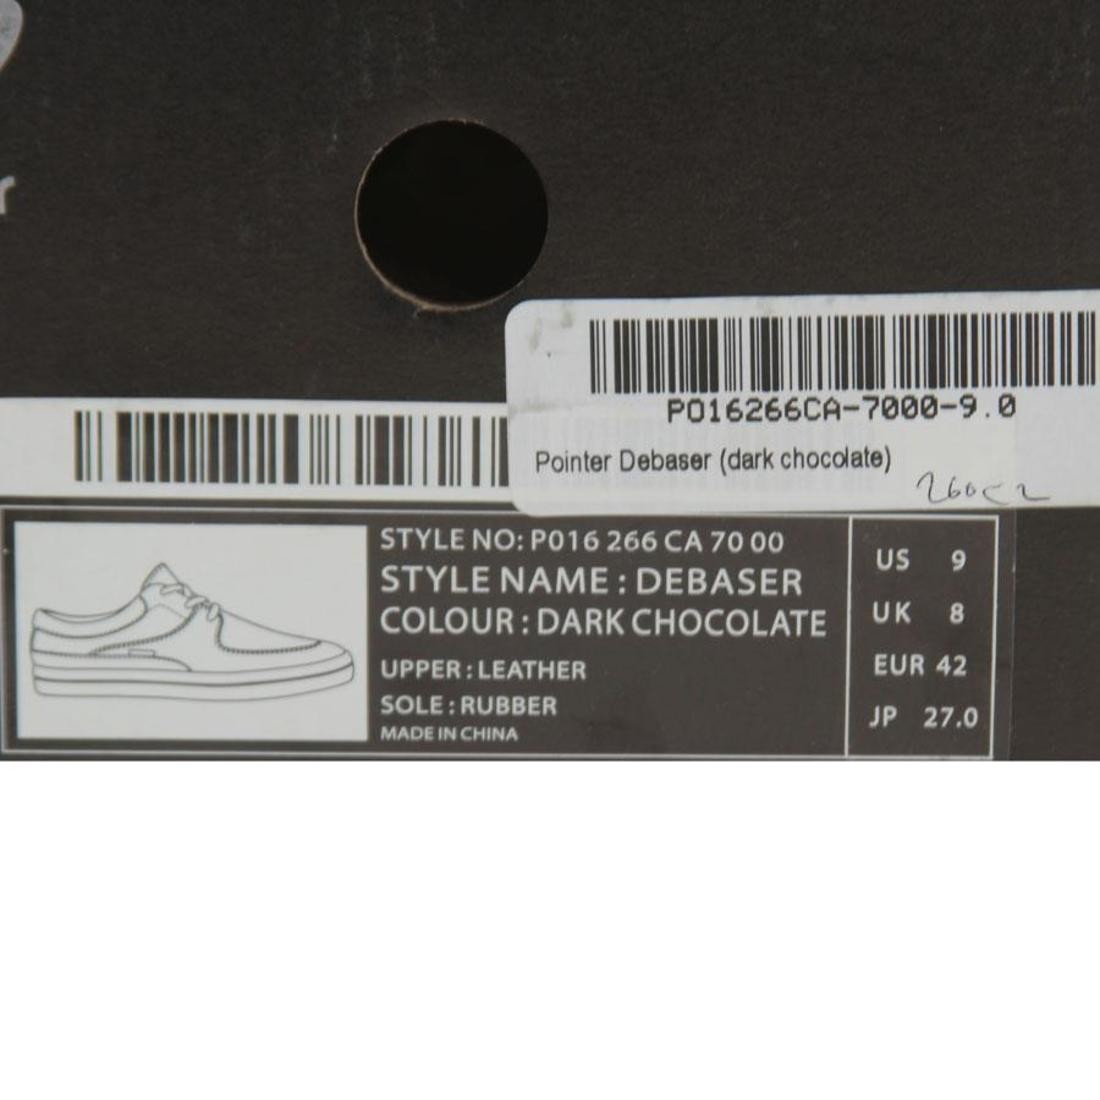 r
PO16266CA-7000-9.0
Pointer Debaser (dark chocolate)
STYLE NO: P016 266 CA 70 00
STYLE NAME : DEBASER
COLOUR : DARK CHOCOLATE
UPPER : LEATHER
SOLE : RUBBER
MADE IN CHINA
US 9
UK 8
EUR 42
JP 27.0